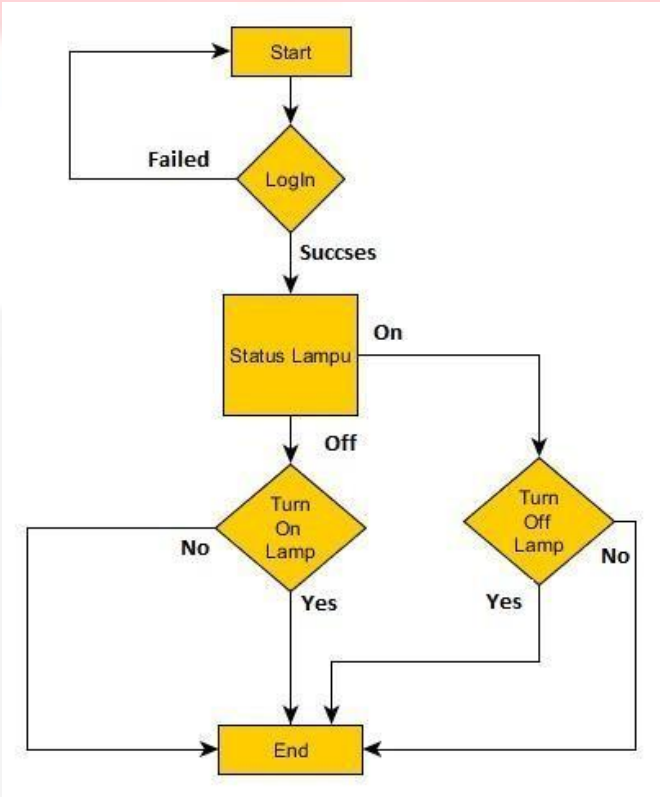 Start
Failed
LogIn
Succses
Status Lampu
On
Off
Turn
On
Lamp
Turn
Off
Lamp
No
No
Yes
Yes
End